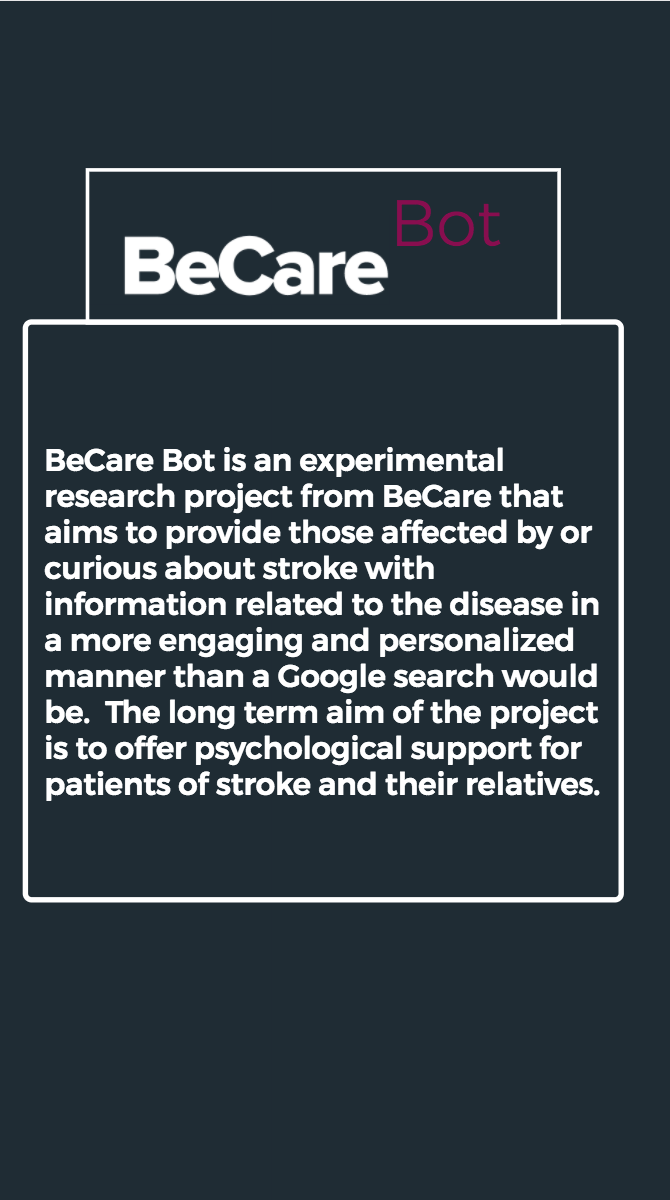 BeCare Bot
BeCare Bot is an experimental
research project from BeCare that
aims to provide those affected by or
curious about stroke with
information related to the disease in
a more engaging and personalized
manner than a Google search would
be.  The long term aim of the project
is to offer psychological support for
patients of stroke and their relatives.